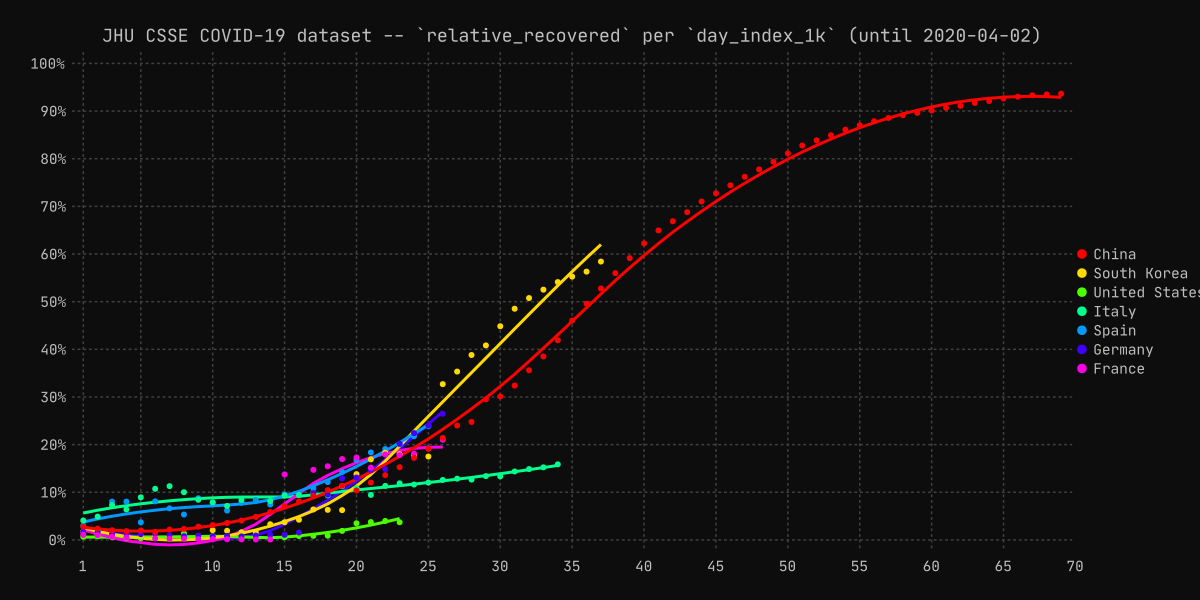 JHU CSSE COVID-19 dataset -- `relative_recovered` per `day_index_1k` (until 2020-04-02)
100%
90%
80%
70%
60%
50%
40%
30%
20%
10%
0%
1 5 10 15 20 25 30 35 40 45 50 55 60 65 70
China
South Korea
United States
Italy
Spain
Germany
France